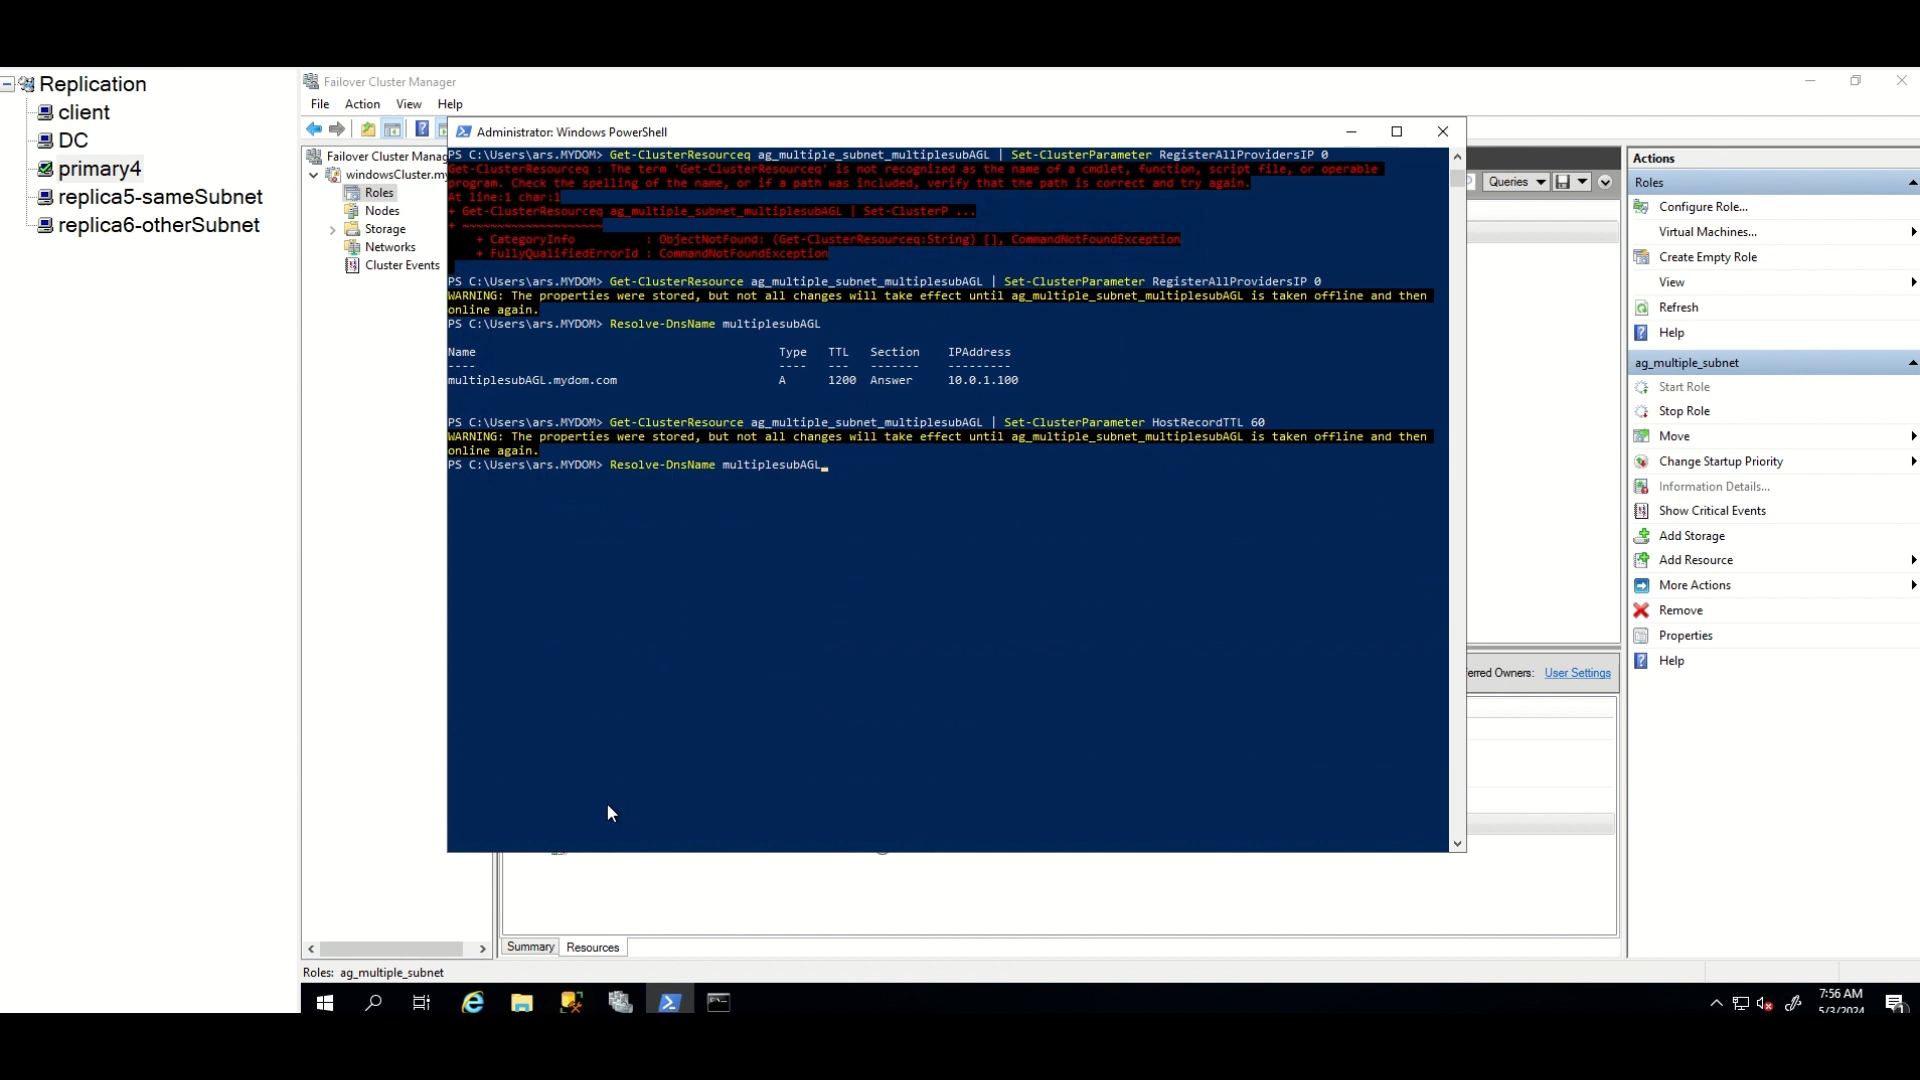 Replication
client
DC
primary4
replica5-sameSubnet
replica6-otherSubnet
Failover Cluster Manager
File Action View Help
Failover Cluster Manag
windowsCluster.my
Roles
Nodes
Storage
Networks
Cluster Events
Administrator: Windows PowerShell
PS C:\Users\ars.MYDOM> Get-ClusterResourceq ag_multiple_subnet_multiplesubAGL | Set-ClusterParameter RegisterAllProvidersIP 0
Get-ClusterResourceq : The term 'Get-ClusterResourceq' is not recognized as the name of a cmdlet, function, script file, or operable
program. Check the spelling of the name, or if a path was included, verify that the path is correct and try again.
At line:1 char:1
+ Get-ClusterResourceq ag_multiple_subnet_multiplesubAGL | Set-ClusterP ...
+ ~~~~~~~~~~~~~~~~~~~~
+ CategoryInfo : ObjectNotFound: (Get-ClusterResourceq:String) [], CommandNotFoundException
+ FullyQualifiedErrorId : CommandNotFoundException
PS C:\Users\ars.MYDOM> Get-ClusterResource ag_multiple_subnet_multiplesubAGL | Set-ClusterParameter RegisterAllProvidersIP 0
WARNING: The properties were stored, but not all changes will take effect until ag_multiple_subnet_multiplesubAGL is taken offline and then
online again.
PS C:\Users\ars.MYDOM> Resolve-DnsName multiplesubAGL
Name Type TTL Section IPAddress
---- ---- --- ------- ---------
multiplesubAGL.mydom.com A 1200 Answer 10.0.1.100
PS C:\Users\ars.MYDOM> Get-ClusterResource ag_multiple_subnet_multiplesubAGL | Set-ClusterParameter HostRecordTTL 60
WARNING: The properties were stored, but not all changes will take effect until ag_multiple_subnet_multiplesubAGL is taken offline and then
online again.
PS C:\Users\ars.MYDOM> Resolve-DnsName multiplesubAGL_
Queries
erred Owners: User Settings
Summary Resources
Roles: ag_multiple_subnet
Actions
Roles
Configure Role...
Virtual Machines...
Create Empty Role
View
Refresh
Help
ag_multiple_subnet
Start Role
Stop Role
Move
Change Startup Priority
Information Details...
Show Critical Events
Add Storage
Add Resource
More Actions
Remove
Properties
Help
7:56 AM
5/3/2024